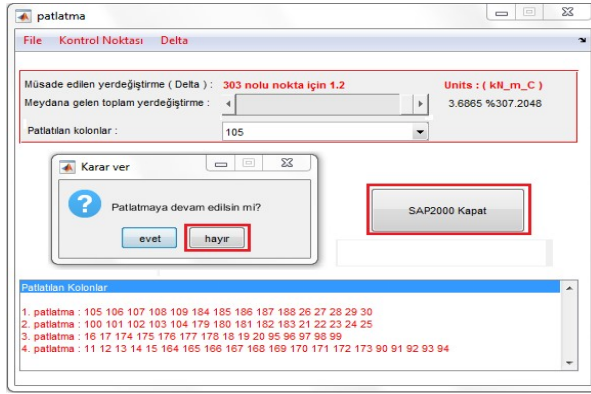 patlatma
File Kontrol Noktası Delta
Müsade edilen yerdeğiştirme ( Delta ) : 303 nolu nokta için 1.2 Units : ( kN_m_C )
Meydana gelen toplam yerdeğiştirme : 3.6865 %307.2048
Patlatılan kolonlar : 105
Karar ver
Patlatmaya devam edilsin mi?
evet hayır
SAP2000 Kapat
Patlatılan Kolonlar
1. patlatma : 105 106 107 108 109 184 185 186 187 188 26 27 28 29 30
2. patlatma : 100 101 102 103 104 179 180 181 182 183 21 22 23 24 25
3. patlatma : 16 17 174 175 176 177 178 18 19 20 95 96 97 98 99
4. patlatma : 11 12 13 14 15 164 165 166 167 168 169 170 171 172 173 90 91 92 93 94